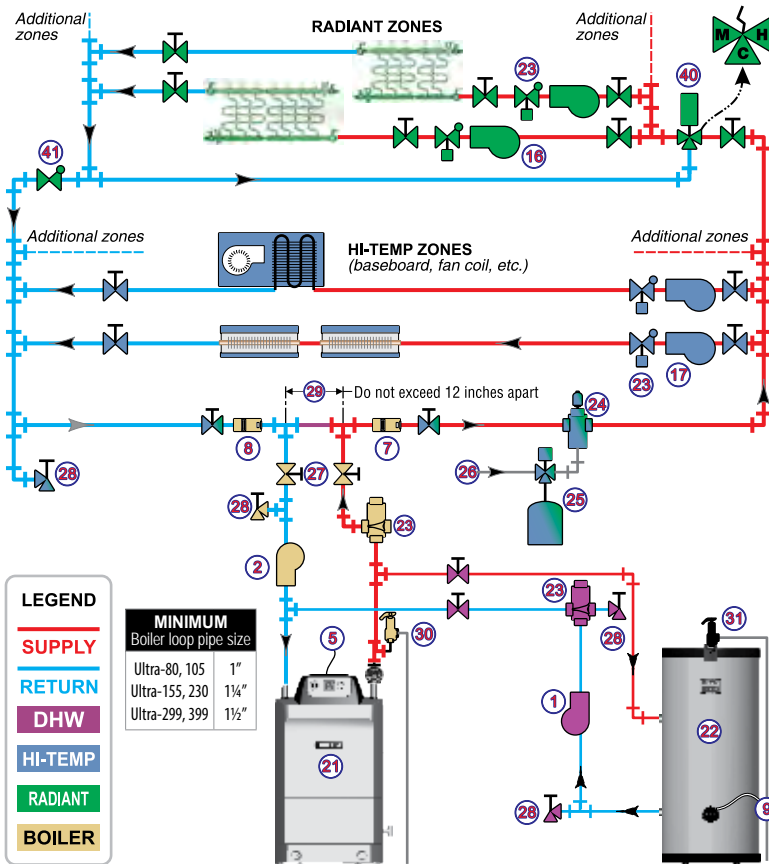 Additional
zones
RADIANT ZONES
Additional
zones
M H
C
23
40
16
41
Additional zones
HI-TEMP ZONES
(baseboard, fan coil, etc.)
Additional zones
23
17
29
Do not exceed 12 inches apart
24
8
7
28
27
26
25
28
23
2
LEGEND
SUPPLY
RETURN
DHW
HI-TEMP
RADIANT
BOILER
MINIMUM
Boiler loop pipe size
Ultra-80, 105 1″
Ultra-155, 230 1¼″
Ultra-299, 399 1½″
5
30
23
28
31
1
22
21
28
9